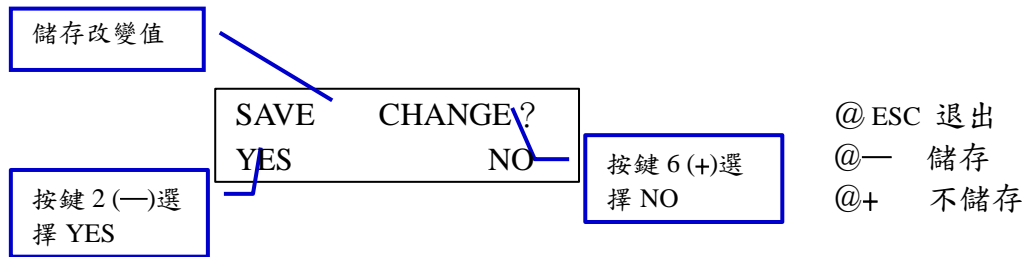 儲存改變值
SAVE CHANGE？
YES NO
按鍵 2 (—)選
擇 YES
按鍵 6 (+)選
擇 NO
@ ESC 退出
@— 儲存
@+ 不儲存